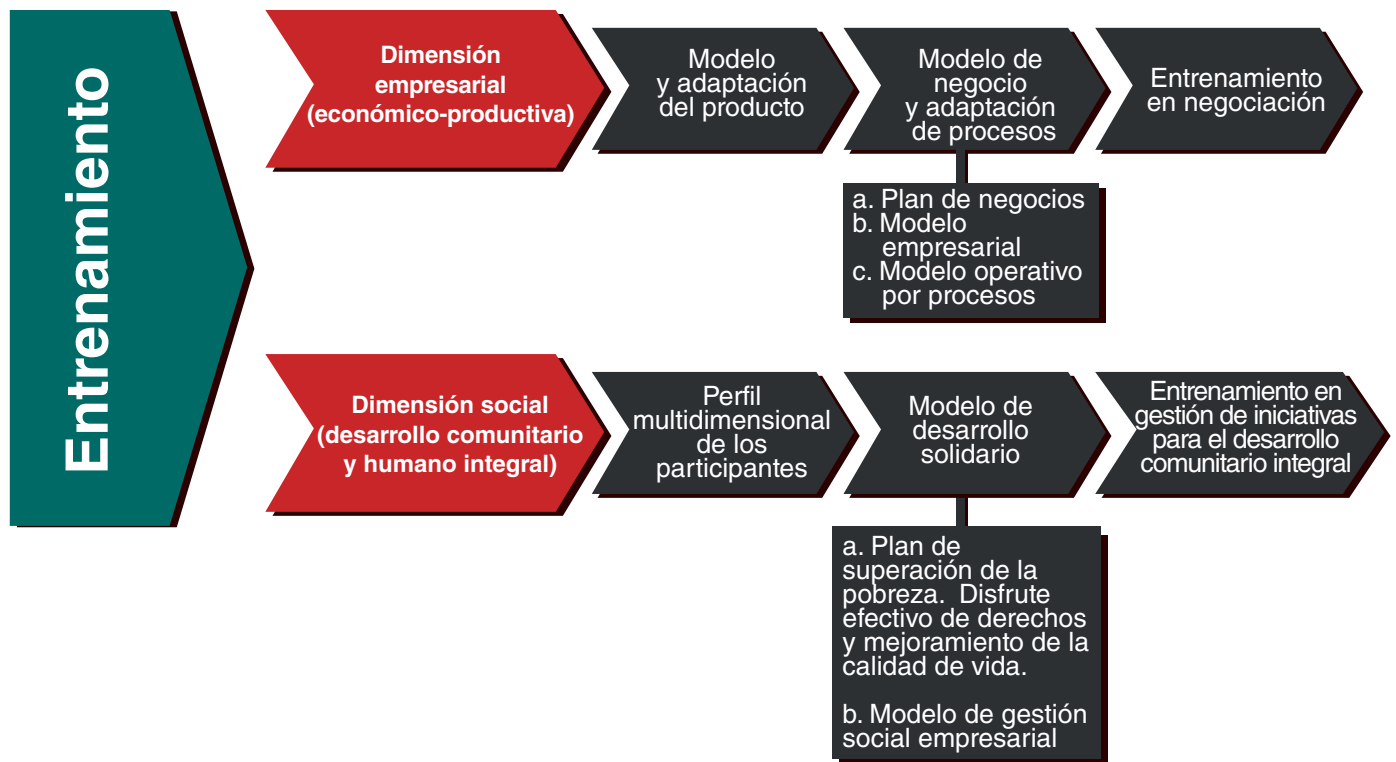 Entrenamiento
Dimensión
empresarial
(económico-productiva)
Modelo
y adaptación
del producto
Modelo de
negocio
y adaptación
de procesos
Entrenamiento
en negociación
a. Plan de negocios
b. Modelo
empresarial
c. Modelo operativo
por procesos
Dimensión social
(desarrollo comunitario
y humano integral)
Perfil
multidimensional
de los
participantes
Modelo de
desarrollo
solidario
Entrenamiento en
gestión de iniciativas
para el desarrollo
comunitario integral
a. Plan de
superación de la
pobreza. Disfrute
efectivo de derechos
y mejoramiento de la
calidad de vida.
b. Modelo de gestión
social empresarial